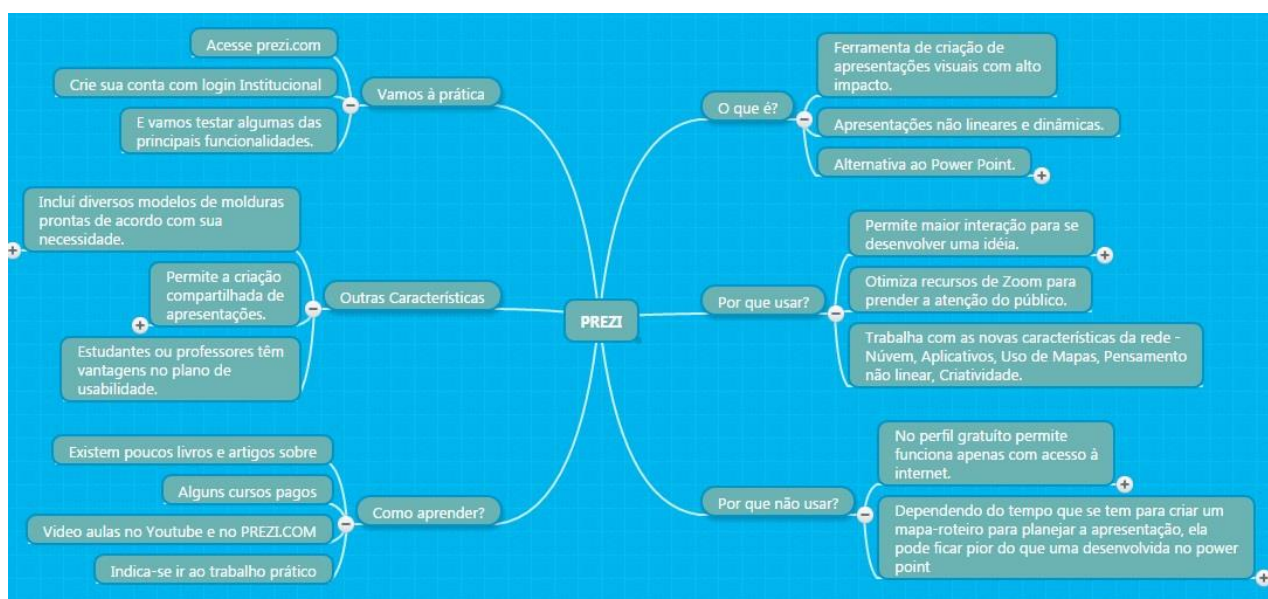 PREZI
O que é?
Ferramenta de criação de
apresentações visuais com alto
impacto.
Apresentações não lineares e dinâmicas.
Alternativa ao Power Point.
Por que usar?
Permite maior interação para se
desenvolver uma idéia.
Otimiza recursos de Zoom para
prender a atenção do público.
Trabalha com as novas características da rede -
Núvem, Aplicativos, Uso de Mapas, Pensamento
não linear, Criatividade.
Por que não usar?
No perfil gratuíto permite
funciona apenas com acesso à
internet.
Dependendo do tempo que se tem para criar um
mapa-roteiro para planejar a apresentação, ela
pode ficar pior do que uma desenvolvida no power
point
Vamos à prática
Acesse prezi.com
Crie sua conta com login Institucional
E vamos testar algumas das
principais funcionalidades.
Outras Características
Incluí diversos modelos de molduras
prontas de acordo com sua
necessidade.
Permite a criação
compartilhada de
apresentações.
Estudantes ou professores têm
vantagens no plano de
usabilidade.
Como aprender?
Existem poucos livros e artigos sobre
Alguns cursos pagos
Video aulas no Youtube e no PREZI.COM
Indica-se ir ao trabalho prático